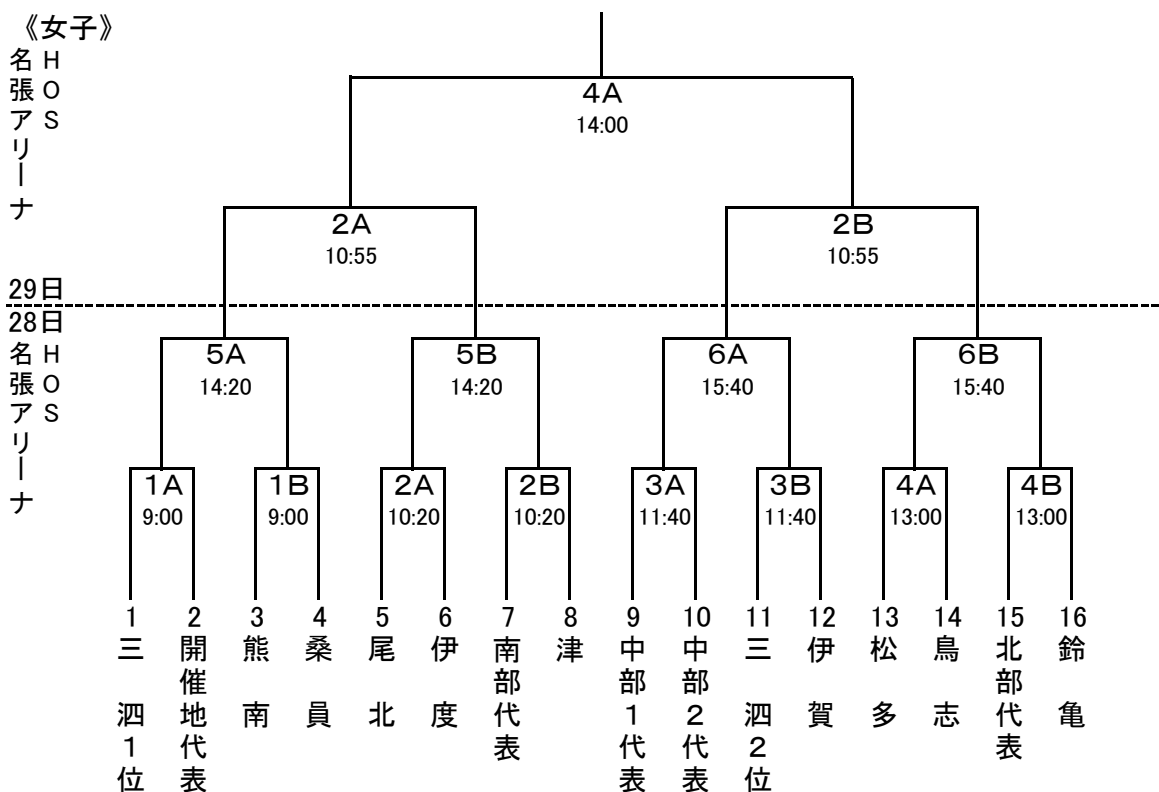 《女子》
HOS
名張アリーナ
4A
14:00
2A
2B
10:55
10:55
29日
28日
HOS
名張アリーナ
5A
5B
6A
6B
14:20
14:20
15:40
15:40
1A
1B
2A
2B
3A
3B
4A
4B
9:00
9:00
10:20
10:20
11:40
11:40
13:00
13:00
1
2
3
4
5
6
7
8
9
10
11
12
13
14
15
16
三泗1位
開催地代表
熊南
桑員
尾北
伊度
南部代表
津
中部1代表
中部2代表
三泗2位
伊賀
松多
鳥志
北部代表
鈴亀